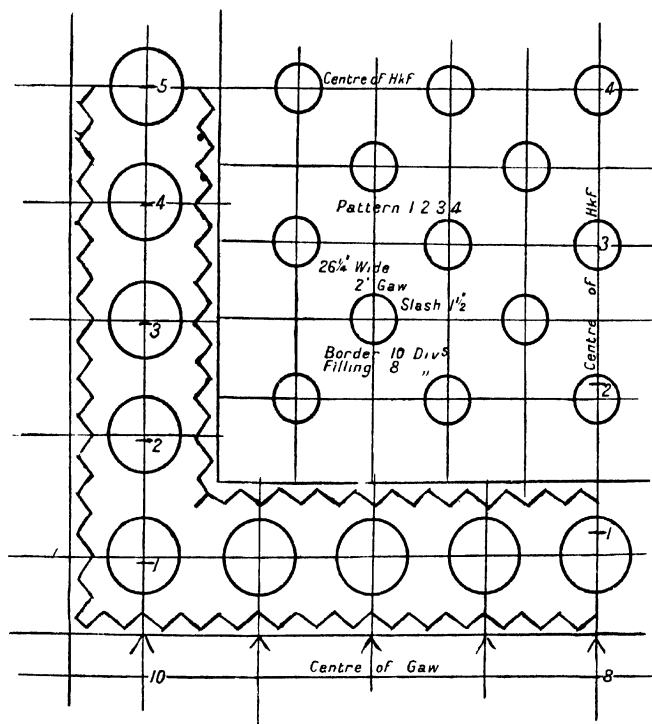 5
Centre of Hkf
4
4
Pattern 1 2 3 4
3
Centre of Hkf
26¼" Wide
2" Gaw
Slash 1½"
3
Border 10 Divˢ
Filling 8 „
2
2
1
1
Centre of Gaw
10
8